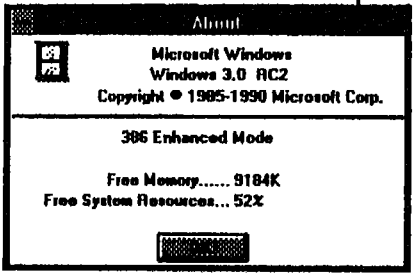 About
Microsoft Windows
Windows 3.0 RC2
Copyright © 1985-1990 Microsoft Corp.
386 Enhanced Mode
Free Memory...... 9184K
Free System Resources... 52%